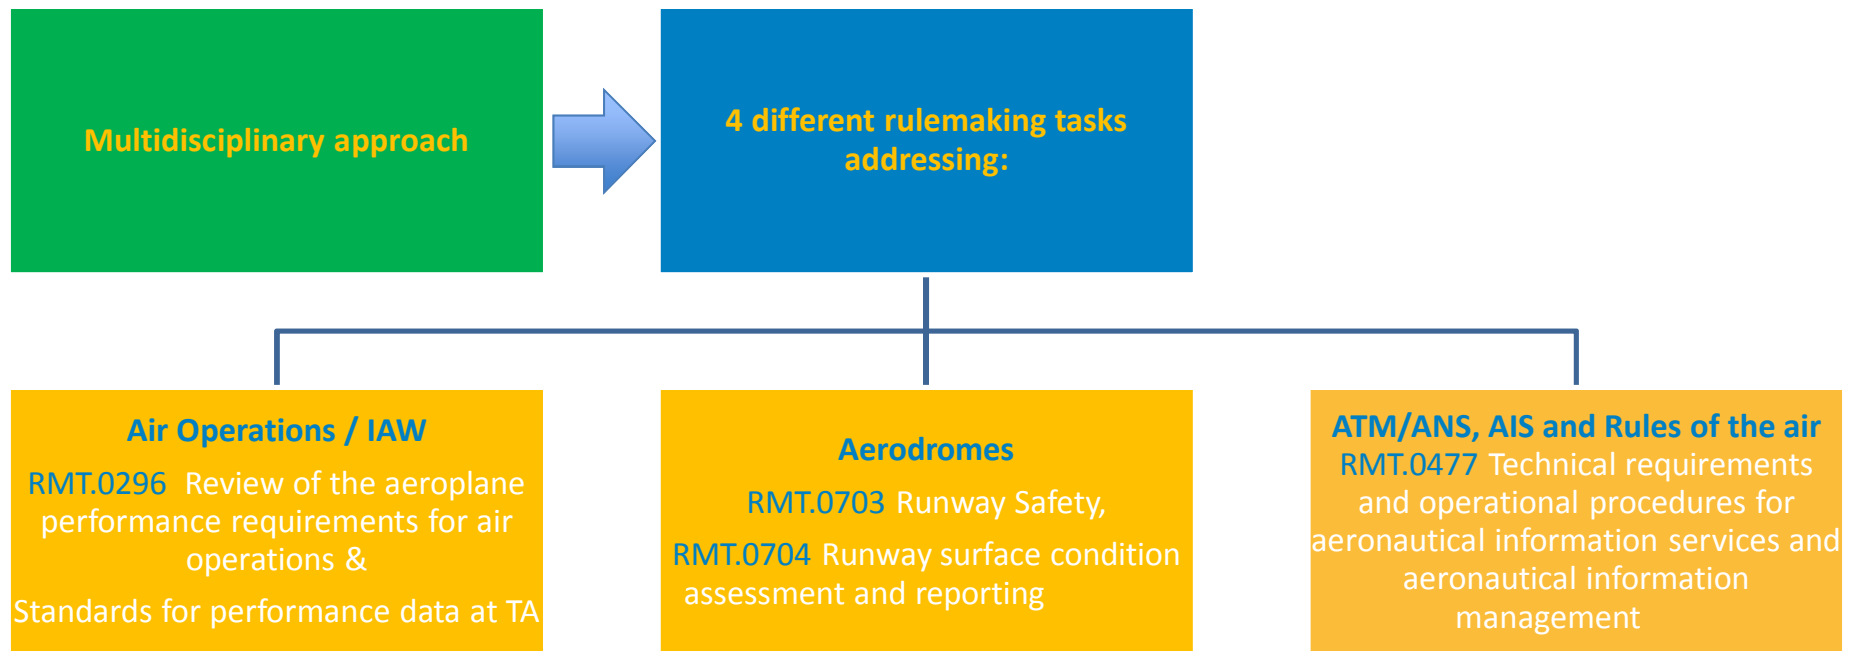 Multidisciplinary approach
4 different rulemaking tasks
addressing:
Air Operations / IAW
RMT.0296 Review of the aeroplane
performance requirements for air
operations &
Standards for performance data at TA
Aerodromes
RMT.0703 Runway Safety,
RMT.0704 Runway surface condition
assessment and reporting
ATM/ANS, AIS and Rules of the air
RMT.0477 Technical requirements
and operational procedures for
aeronautical information services and
aeronautical information
management